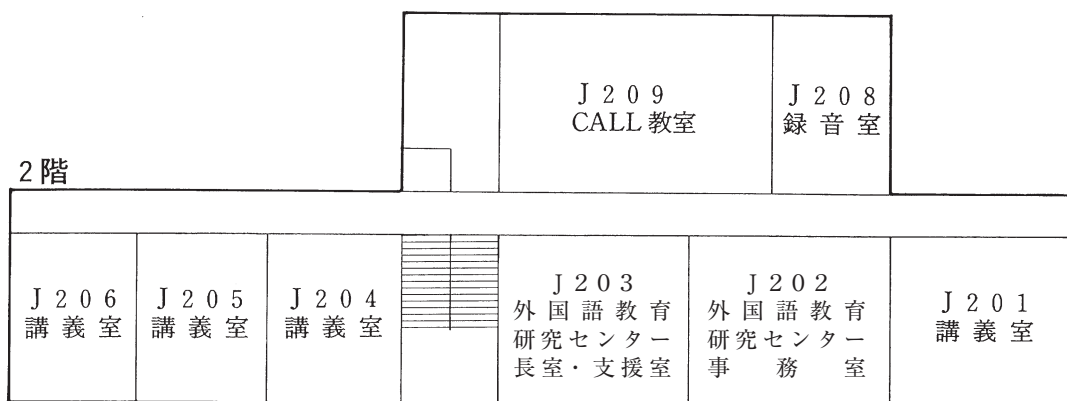 J209
CALL教室
J208
録音室
2階
J206
講義室
J205
講義室
J204
講義室
J203
外国語教育
研究センター
長室・支援室
J202
外国語教育
研究センター
事務室
J201
講義室